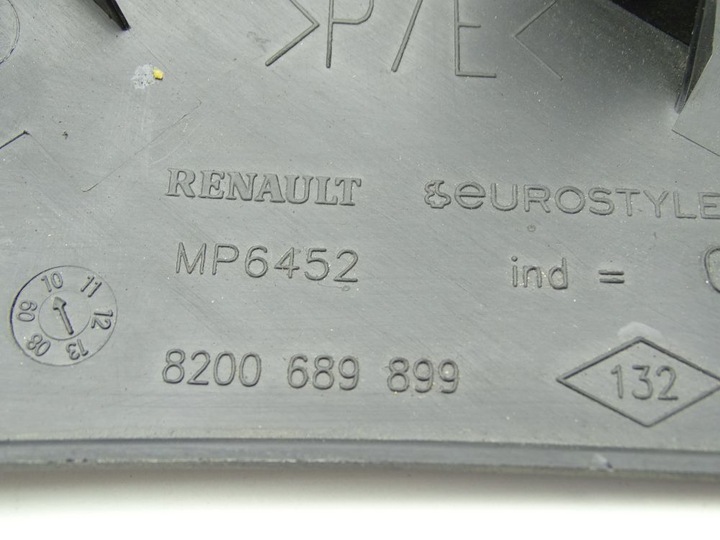 >P/E<
RENAULT eUROSTYLE
MP6452 ind =
08 09 10 11 12 13
8200 689 899 132